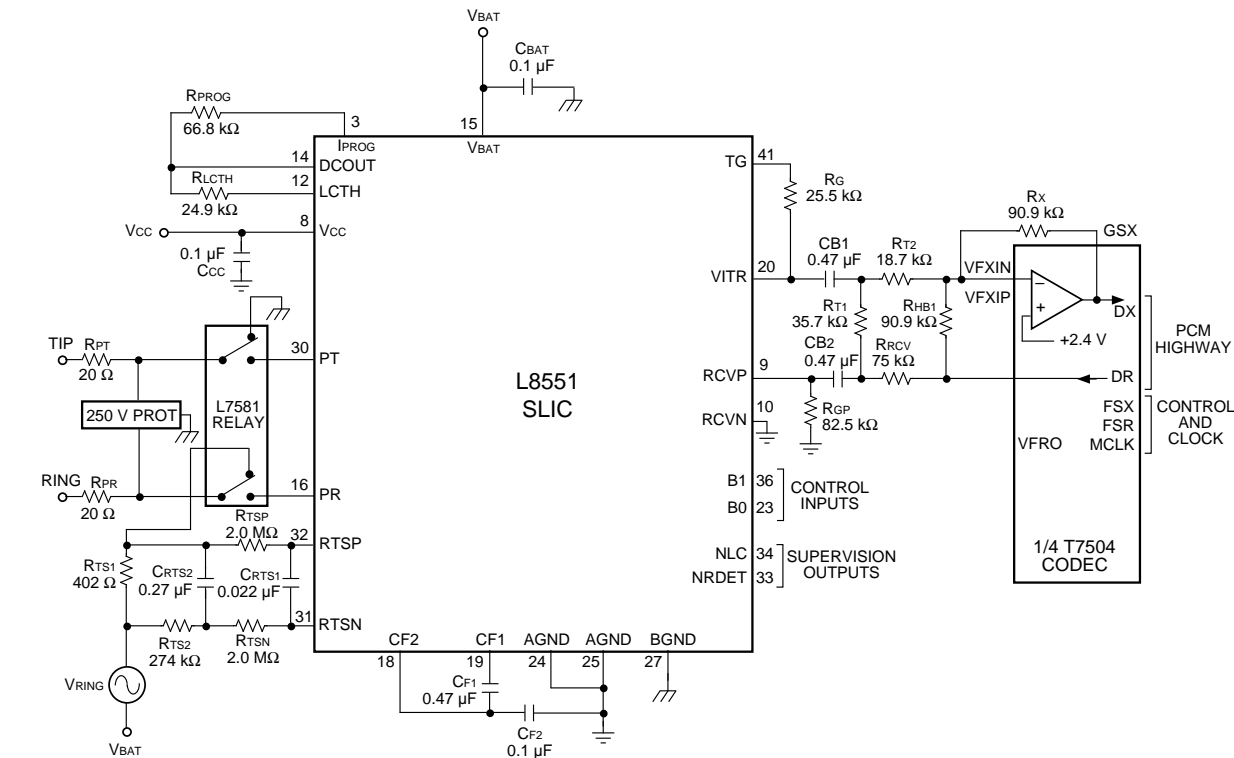 VBAT
CBAT
0.1 µF
RPROG
66.8 kΩ
3
IPROG
15
VBAT
14
DCOUT
RLCTH
24.9 kΩ
12
LCTH
VCC
8
VCC
0.1 µF
CCC
TIP
RPT
20 Ω
30
PT
250 V PROT
L7581
RELAY
RING
RPR
20 Ω
16
PR
RTSP
2.0 MΩ
32
RTSP
RTS1
402 Ω
CRTS2
0.27 µF
CRTS1
0.022 µF
31
RTSN
RTS2
274 kΩ
RTSN
2.0 MΩ
VRING
VBAT
L8551
SLIC
CF2
18
CF1
19
AGND
24
AGND
25
BGND
27
CF1
0.47 µF
CF2
0.1 µF
TG
41
RG
25.5 kΩ
VITR
20
CB1
0.47 µF
RT2
18.7 kΩ
RX
90.9 kΩ
GSX
VFXIN
VFXIP
RT1
35.7 kΩ
RHB1
90.9 kΩ
CB2
0.47 µF
RRCV
75 kΩ
+2.4 V
DX
PCM
HIGHWAY
DR
RCVP
9
RCVN
10
RGP
82.5 kΩ
FSX
FSR
MCLK
CONTROL
AND
CLOCK
VFRO
B1
36
B0
23
CONTROL
INPUTS
NLC
34
NRDET
33
SUPERVISION
OUTPUTS
1/4 T7504
CODEC